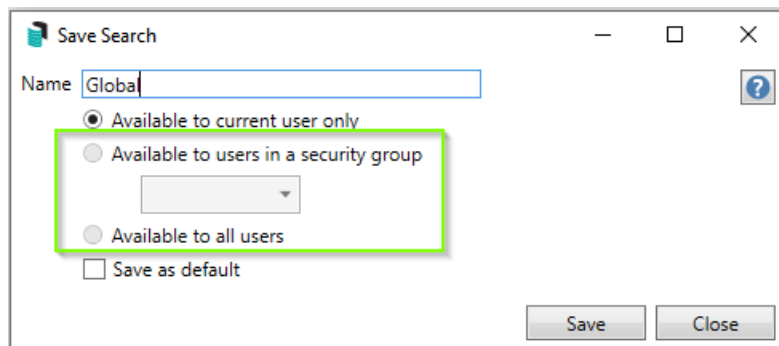 Save Search
Name Global
Available to current user only
Available to users in a security group
Available to all users
Save as default
Save Close